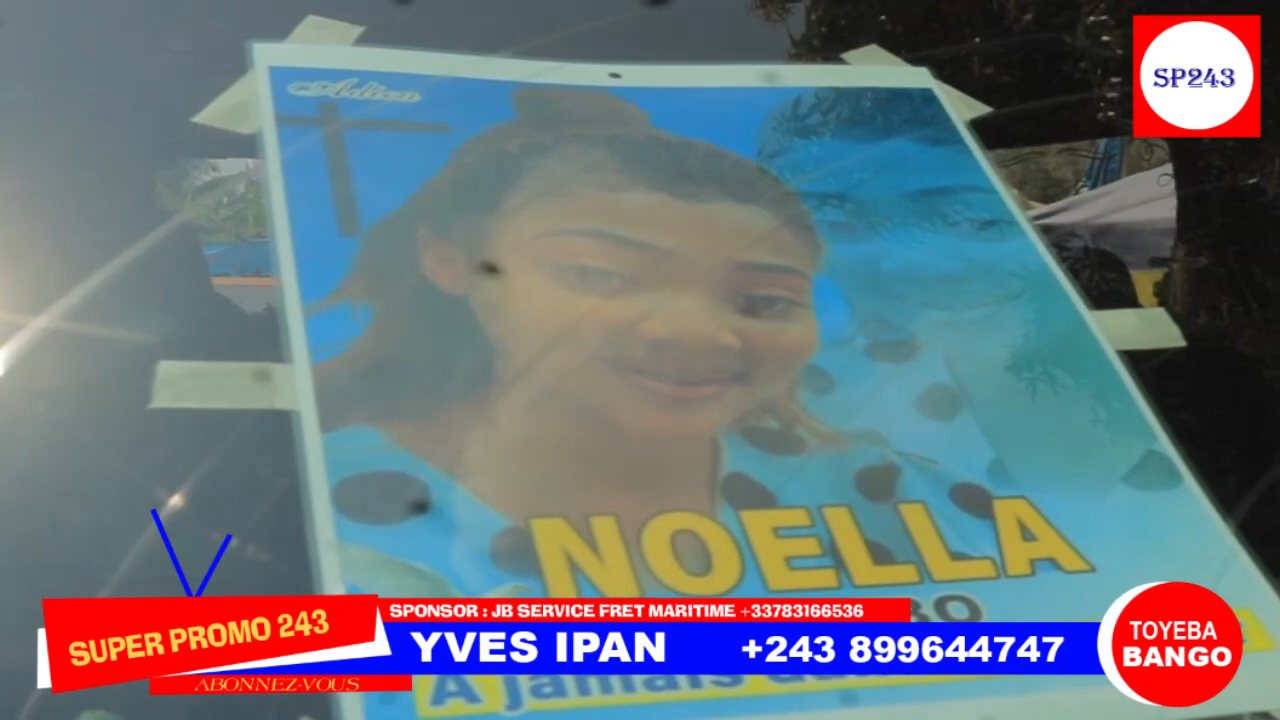 SP243
Adieu
NOELLA
SPONSOR : JB SERVICE FRET MARITIME +33783166536
BO
SUPER PROMO 243
YVES IPAN +243 899644747
TOYEBA
BANGO
ABONNEZ-VOUS
A jamais